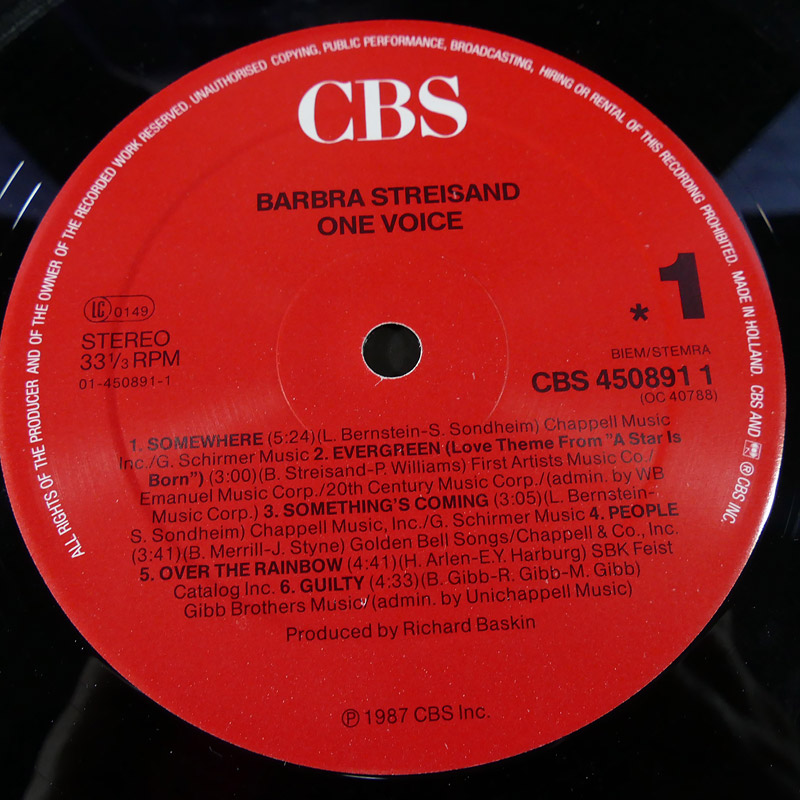 ALL RIGHTS OF THE PRODUCER AND OF THE OWNER OF THE RECORDED WORK RESERVED. UNAUTHORISED COPYING, PUBLIC PERFORMANCE, BROADCASTING, HIRING OR RENTAL OF THIS RECORDING PROHIBITED. MADE IN HOLLAND. CBS AND ® CBS INC.
CBS
BARBRA STREISAND
ONE VOICE
LC 0149
STEREO
33 1/3 RPM
01-450891-1
* 1
BIEM/STEMRA
CBS 450891 1
(OC 40788)
1. SOMEWHERE (5:24)(L. Bernstein-S. Sondheim) Chappell Music
Inc./G. Schirmer Music 2. EVERGREEN (Love Theme From "A Star Is
Born") (3:00)(B. Streisand-P. Williams) First Artists Music Co./
Emanuel Music Corp./20th Century Music Corp./(admin. by WB
Music Corp.) 3. SOMETHING'S COMING (3:05)(L. Bernstein-
S. Sondheim) Chappell Music, Inc./G. Schirmer Music 4. PEOPLE
(3:41)(B. Merrill-J. Styne) Golden Bell Songs/Chappell & Co., Inc.
5. OVER THE RAINBOW (4:41)(H. Arlen-E.Y. Harburg) SBK Feist
Catalog Inc. 6. GUILTY (4:33)(B. Gibb-R. Gibb-M. Gibb)
Gibb Brothers Music/ (admin. by Unichappell Music)
Produced by Richard Baskin
℗ 1987 CBS Inc.